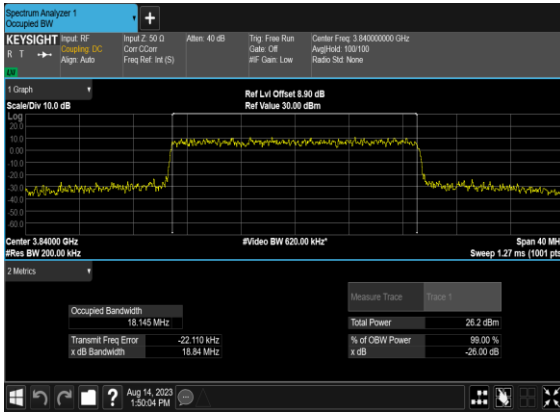 Spectrum Analyzer 1
Occupied BW
KEYSIGHT Input: RF Input Z: 50 Ω Atten: 40 dB Trig: Free Run Center Freq: 3.840000000 GHz
R T Coupling: DC Corr CCorr Gate: Off Avg|Hold: 100/100
Align: Auto Freq Ref: Int (S) #IF Gain: Low Radio Std: None
1 Graph
Ref Lvl Offset 8.90 dB
Scale/Div 10.0 dB Ref Value 30.00 dBm
Log
20.0
10.0
0.00
-10.0
-20.0
-30.0
-40.0
-50.0
-60.0
Center 3.84000 GHz #Video BW 620.00 kHz* Span 40 MH
#Res BW 200.00 kHz Sweep 1.27 ms (1001 pts
2 Metrics
Measure Trace Trace 1
Occupied Bandwidth
18.145 MHz Total Power 26.2 dBm
Transmit Freq Error -22.110 kHz % of OBW Power 99.00 %
x dB Bandwidth 18.84 MHz x dB -26.00 dB
? Aug 14, 2023
1:50:04 PM